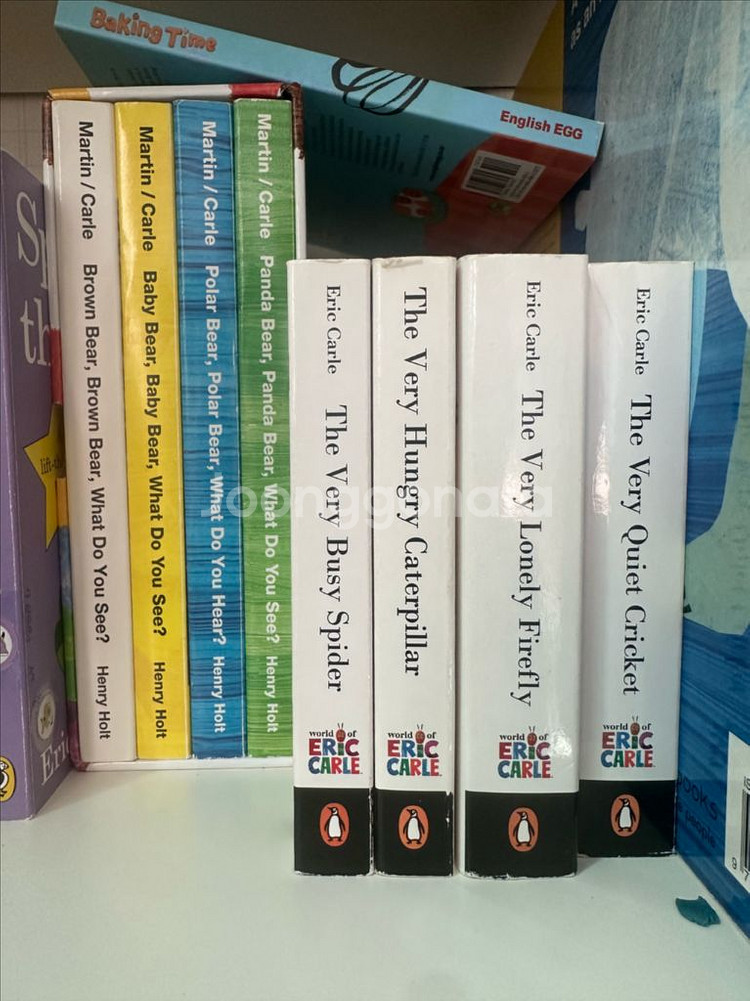 Baking Time
English EGG
Martin / Carle Brown Bear, Brown Bear, What Do You See? Henry Holt
Martin / Carle Baby Bear, Baby Bear, What Do You See? Henry Holt
Martin / Carle Polar Bear, Polar Bear, What Do You Hear? Henry Holt
Martin / Carle Panda Bear, Panda Bear, What Do You See? Henry Holt
Eric Carle The Very Busy Spider
world of
ERIC
CARLE
The Very Hungry Caterpillar
world of
ERIC
CARLE
Eric Carle The Very Lonely Firefly
world of
ERIC
CARLE
Eric Carle The Very Quiet Cricket
world of
ERIC
CARLE
joonggonara